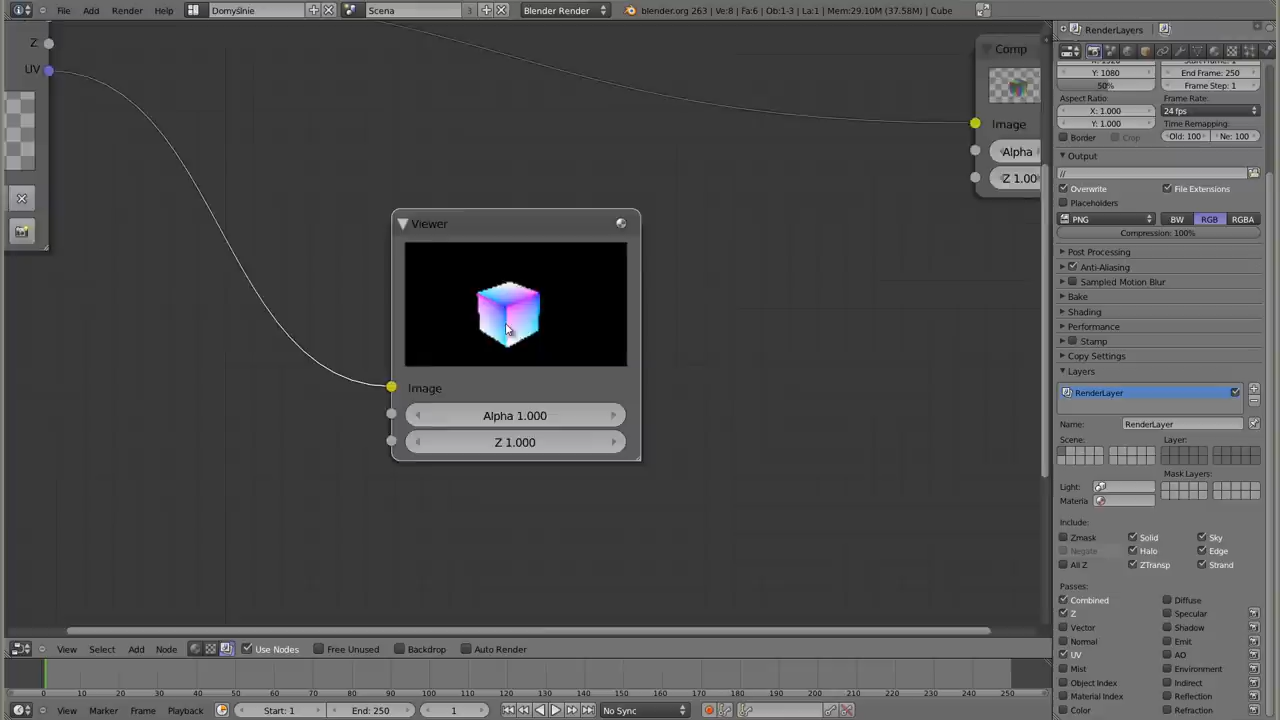 File Add Render Help Domyślnie Scena 3 Blender Render blender.org 263 | Ve:8 | Fa:6 | Ob:1-3 | La:1 | Mem:29.10M (37.58M) | Cube
RenderLayers
Z
UV
Comp
Image
Alpha
Z 1.00
Viewer
Image
Alpha 1.000
Z 1.000
Y: 1080 End Frame: 250
50% Frame Step: 1
Aspect Ratio: Frame Rate:
X: 1.000 24 fps
Y: 1.000 Time Remapping:
Border Crop Old: 100 Ne: 100
Output
//
Overwrite File Extensions
Placeholders
PNG BW RGB RGBA
Compression: 100%
Post Processing
Anti-Aliasing
Sampled Motion Blur
Bake
Shading
Performance
Stamp
Copy Settings
Layers
RenderLayer
Name: RenderLayer
Scene: Layer:
Mask Layers:
Light:
Materia
Include:
Zmask Solid Sky
Negate Halo Edge
All Z ZTransp Strand
Passes:
Combined Diffuse
Z Specular
Vector Shadow
Normal Emit
UV AO
Mist Environment
Object Index Indirect
Material Index Reflection
Color Refraction
View Select Add Node Use Nodes Free Unused Backdrop Auto Render
0 10 20 30 40 50 60 70 80 90 100 110 120 130 140 150 160 170 180 190 200 210 220 230 240 250
View Marker Frame Playback Start: 1 End: 250 1 No Sync